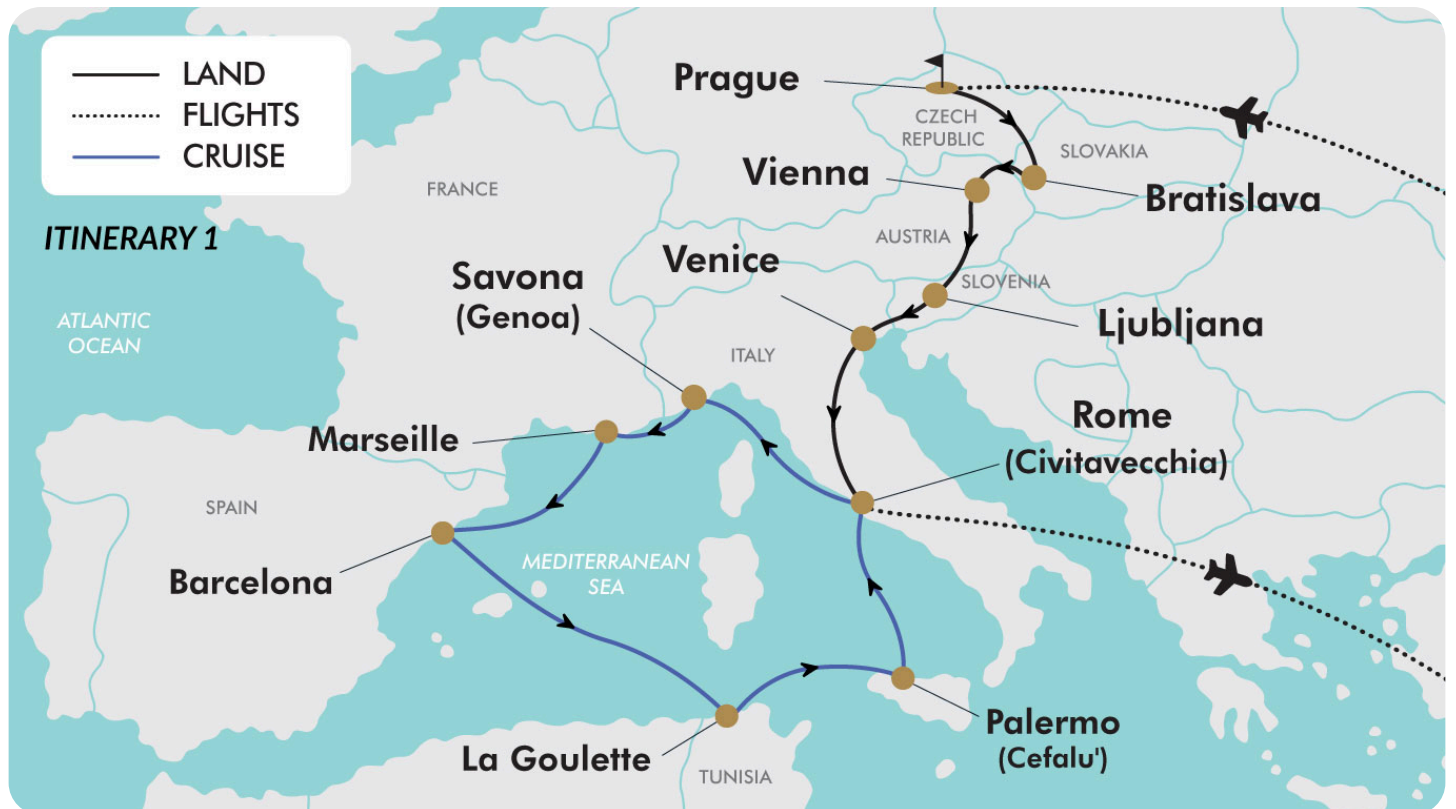 LAND
FLIGHTS
CRUISE
ITINERARY 1
Prague
CZECH
REPUBLIC
SLOVAKIA
Vienna
Bratislava
FRANCE
AUSTRIA
Venice
SLOVENIA
Savona
(Genoa)
Ljubljana
ATLANTIC
OCEAN
ITALY
Rome
(Civitavecchia)
Marseille
SPAIN
MEDITERRANEAN
SEA
Barcelona
Palermo
(Cefalu')
La Goulette
TUNISIA